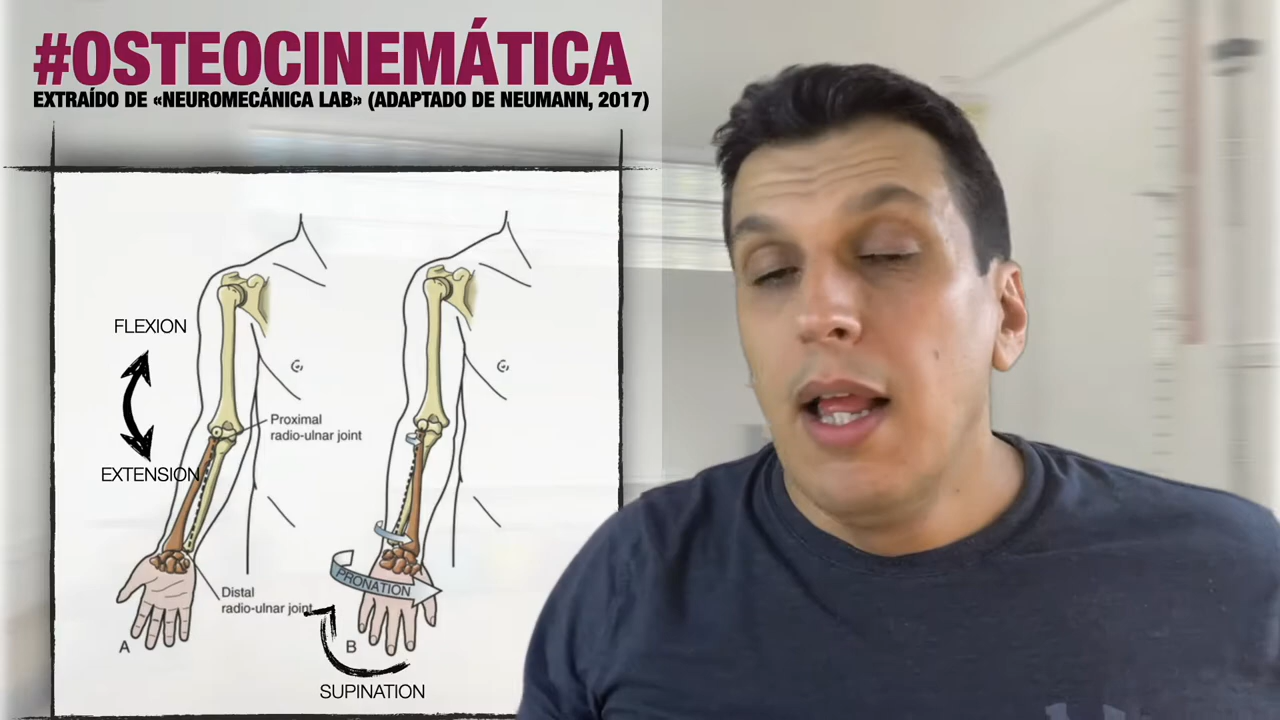 #OSTEOCINEMÁTICA
EXTRAÍDO DE «NEUROMECÁNICA LAB» (ADAPTADO DE NEUMANN, 2017)
FLEXION
EXTENSION
Proximal
radio-ulnar joint
Distal
radio-ulnar joint
PRONATION
A
B
SUPINATION